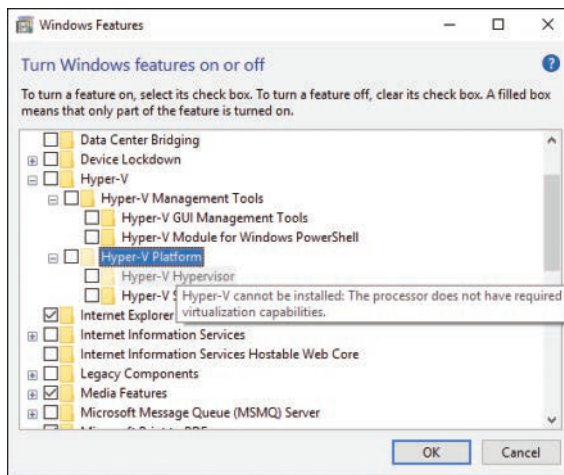 Windows Features
Turn Windows features on or off
To turn a feature on, select its check box. To turn a feature off, clear its check box. A filled box
means that only part of the feature is turned on.
Data Center Bridging
Device Lockdown
Hyper-V
Hyper-V Management Tools
Hyper-V GUI Management Tools
Hyper-V Module for Windows PowerShell
Hyper-V Platform
Hyper-V Hypervisor
Hyper-V S
Hyper-V cannot be installed: The processor does not have required
virtualization capabilities.
Internet Explorer
Internet Information Services
Internet Information Services Hostable Web Core
Legacy Components
Media Features
Microsoft Message Queue (MSMQ) Server
OK
Cancel